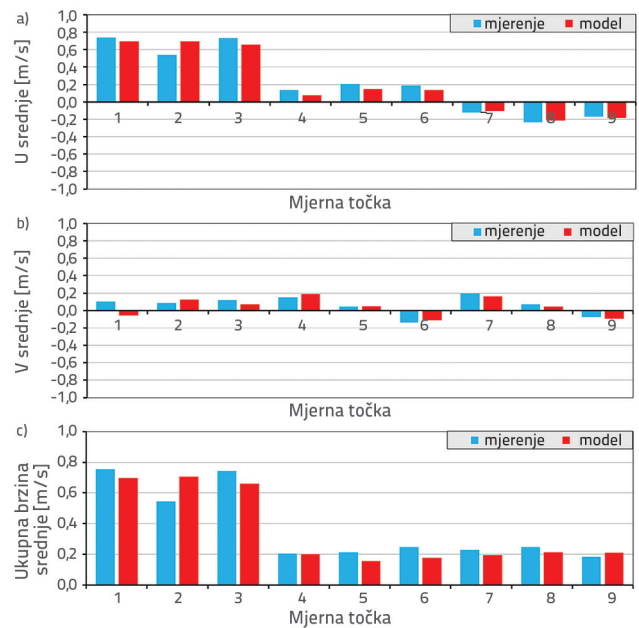 a)
U srednje [m/s]
1,0
0,8
0,6
0,4
0,2
0,0
-0,2
-0,4
-0,6
-0,8
-1,0
mjerenje model
1 2 3 4 5 6 7 8 9
Mjerna točka
b)
V srednje [m/s]
1,0
0,8
0,6
0,4
0,2
0,0
-0,2
-0,4
-0,6
-0,8
-1,0
mjerenje model
1 2 3 4 5 6 7 8 9
Mjerna točka
c)
Ukupna brzina
srednje [m/s]
1,0
0,8
0,6
0,4
0,2
0,0
mjerenje model
1 2 3 4 5 6 7 8 9
Mjerna točka